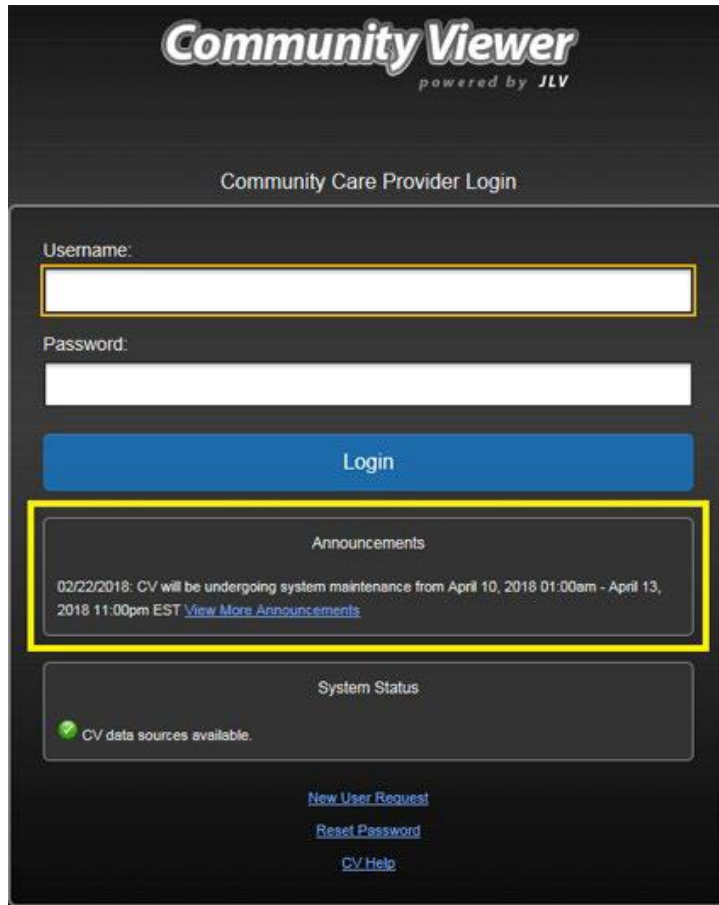 Community Viewer
powered by JLV
Community Care Provider Login
Username:
Password:
Login
Announcements
02/22/2018: CV will be undergoing system maintenance from April 10, 2018 01:00am - April 13,
2018 11:00pm EST View More Announcements
System Status
CV data sources available.
New User Request
Reset Password
CV Help